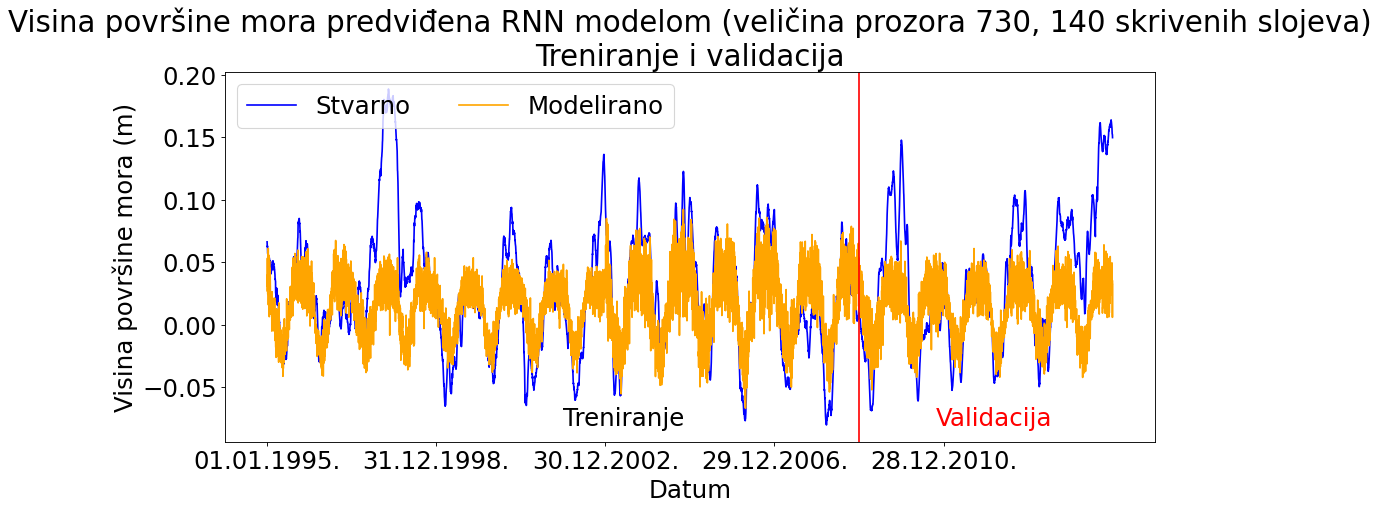 Visina površine mora predviđena RNN modelom (veličina prozora 730, 140 skrivenih slojeva)
Treniranje i validacija
Stvarno
Modelirano
Visina površine mora (m)
0.20
0.15
0.10
0.05
0.00
−0.05
Treniranje
Validacija
01.01.1995.
31.12.1998.
30.12.2002.
29.12.2006.
28.12.2010.
Datum